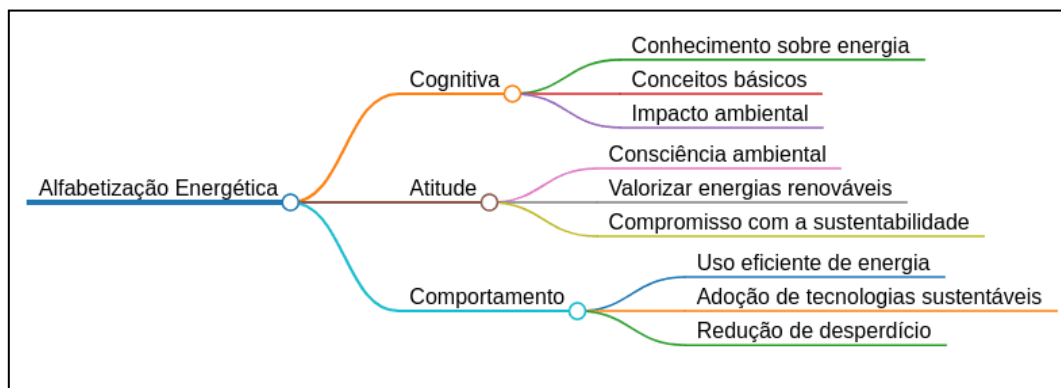 Alfabetização Energética
Cognitiva
Conhecimento sobre energia
Conceitos básicos
Impacto ambiental
Atitude
Consciência ambiental
Valorizar energias renováveis
Compromisso com a sustentabilidade
Comportamento
Uso eficiente de energia
Adoção de tecnologias sustentáveis
Redução de desperdício